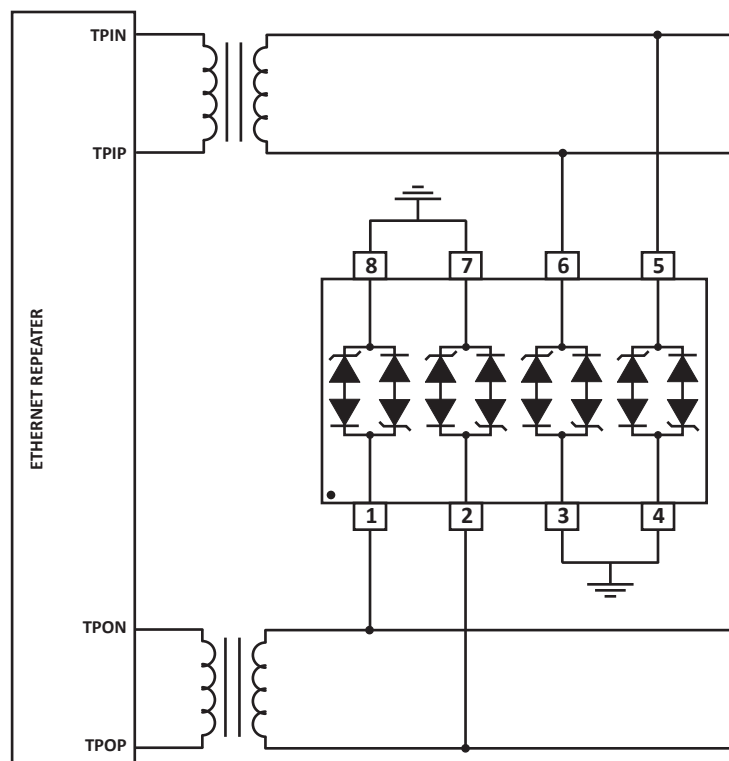 TPIN
TPIP
8 7 6 5
ETHERNET REPEATER
1 2 3 4
TPON
TPOP